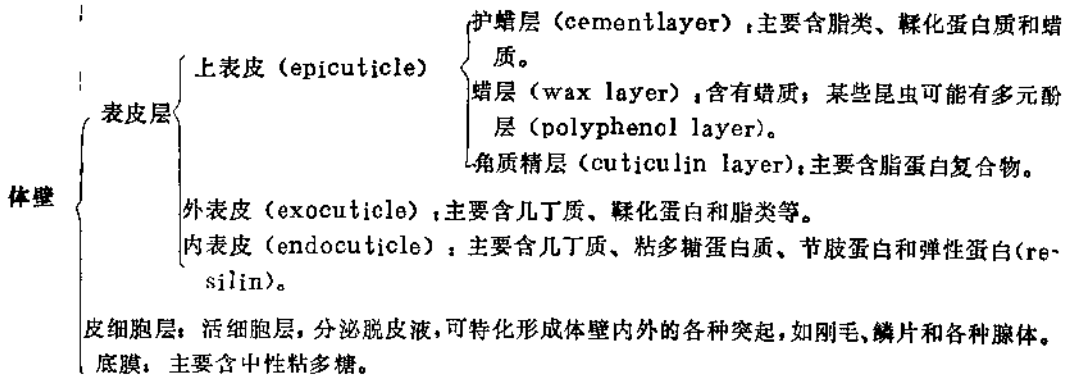 护蜡层（cementlayer）：主要含脂类、鞣化蛋白质和蜡
质。
上表皮（epicuticle）
蜡层（wax layer）：含有蜡质；某些昆虫可能有多元酚
层（polyphenol layer）。
表皮层
角质精层（cuticulin layer）：主要含脂蛋白复合物。
体壁
外表皮（exocuticle）：主要含几丁质、鞣化蛋白和脂类等。
内表皮（endocuticle）：主要含几丁质、粘多糖蛋白质、节肢蛋白和弹性蛋白(re-
silin)。
皮细胞层：活细胞层，分泌脱皮液，可特化形成体壁内外的各种突起，如刚毛、鳞片和各种腺体。
底膜：主要含中性粘多糖。